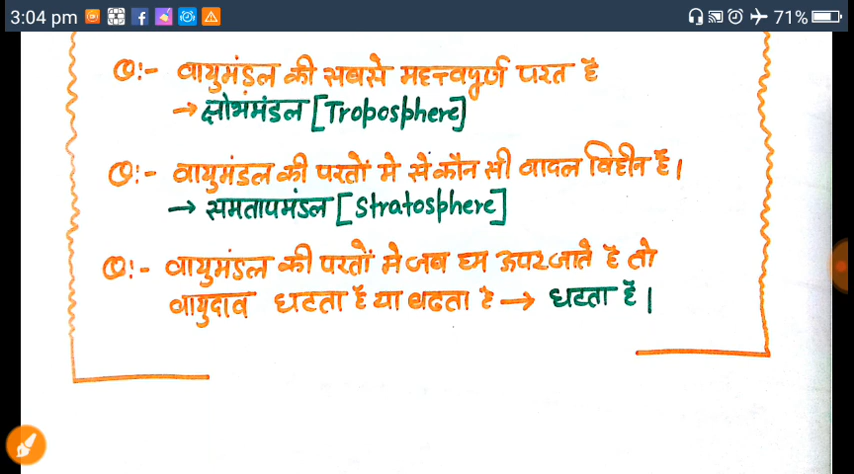 3:04 pm 71%
Q:- वायुमंडल की सबसे महत्त्वपूर्ण परत है
→ क्षोभमंडल [Troposphere]
Q:- वायुमंडल की परतों मे से कौन सी वादल विहीन है।
→ समतापमंडल [Stratosphere]
Q:- वायुमंडल की परतों मे जब हम ऊपर जाते है तो
वायुदाव घटता है या बढता है → घटता है।